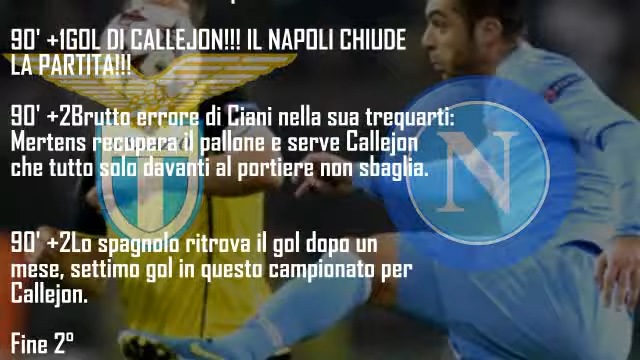 90' +1GOL DI CALLEJON!!! IL NAPOLI CHIUDE
LA PARTITA!!!
90' +2Brutto errore di Ciani nella sua trequarti:
Mertens recupera il pallone e serve Callejon
che tutto solo davanti al portiere non sbaglia.
N
90' +2Lo spagnolo ritrova il gol dopo un
mese, settimo gol in questo campionato per
Callejon.
Fine 2°